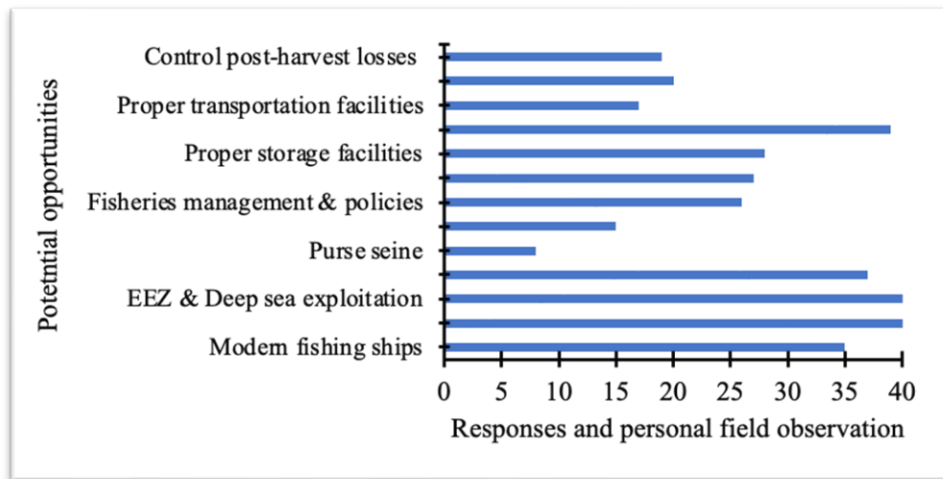 Potetntial opportunities
Control post-harvest losses
Proper transportation facilities
Proper storage facilities
Fisheries management & policies
Purse seine
EEZ & Deep sea exploitation
Modern fishing ships
0 5 10 15 20 25 30 35 40
Responses and personal field observation